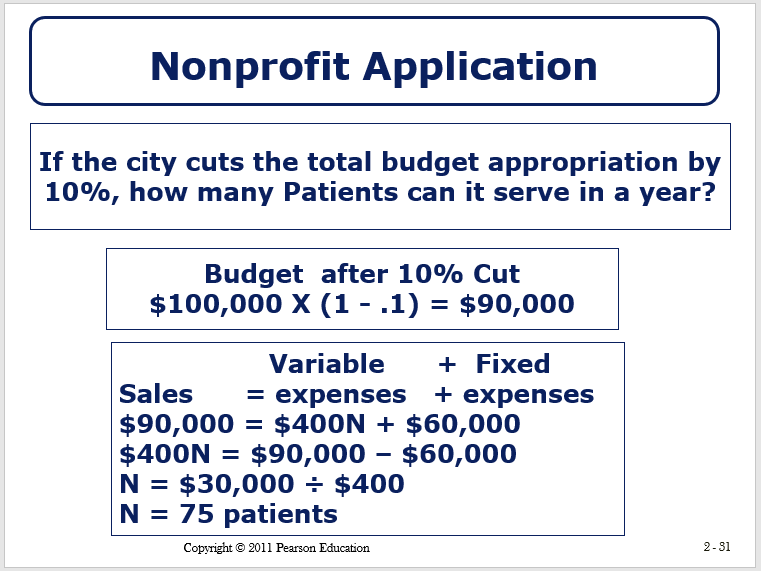 Nonprofit Application
If the city cuts the total budget appropriation by
10%, how many Patients can it serve in a year?
Budget after 10% Cut
$100,000 X (1 - .1) = $90,000
Variable + Fixed
Sales = expenses + expenses
$90,000 = $400N + $60,000
$400N = $90,000 – $60,000
N = $30,000 ÷ $400
N = 75 patients
Copyright © 2011 Pearson Education
2 - 31